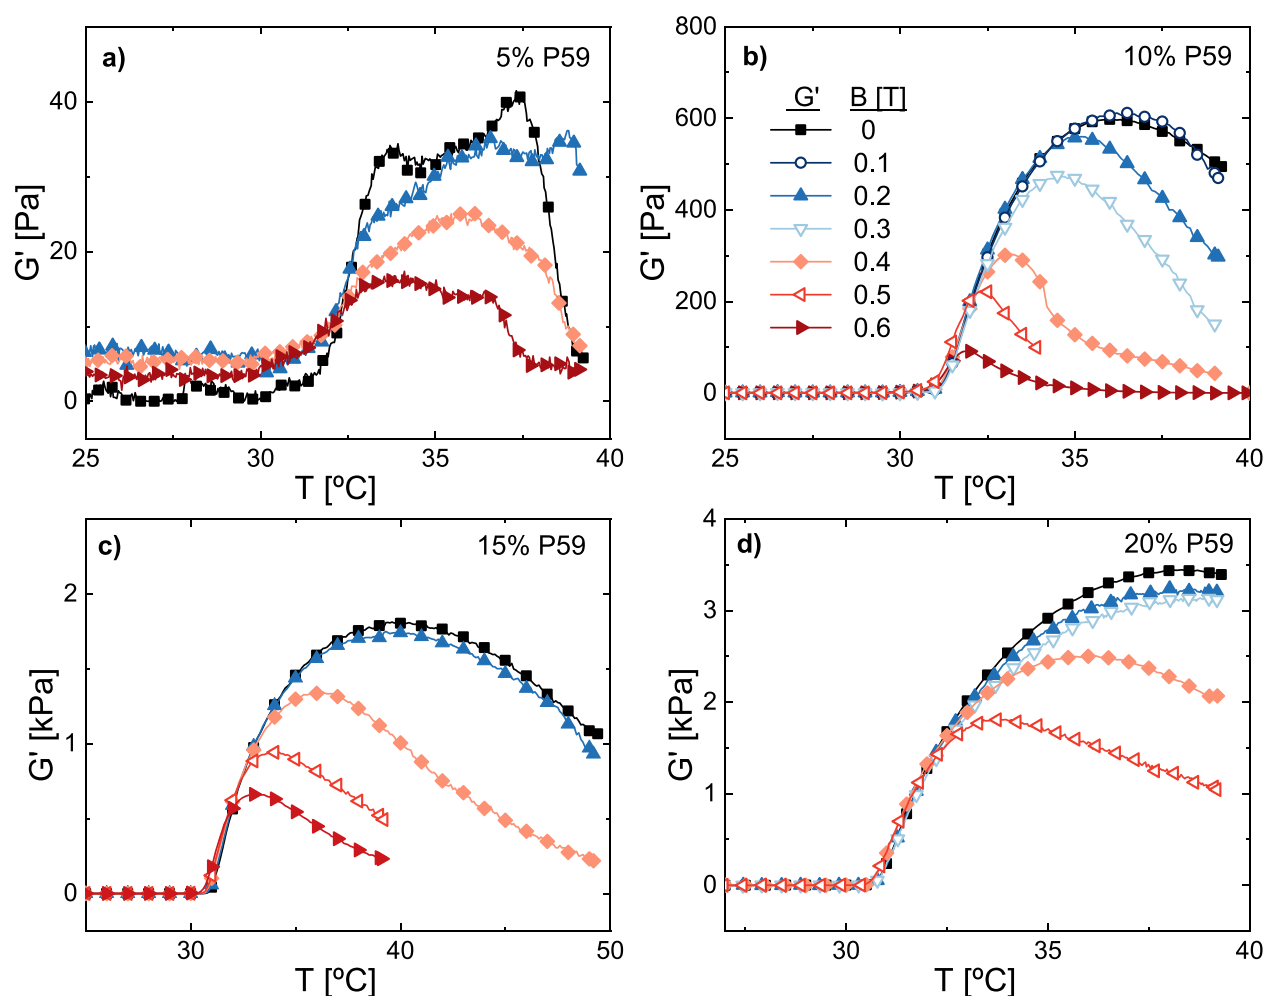 a)
5% P59
40
20
0
G' [Pa]
25
30
35
40
T [ºC]
b)
10% P59
G' B [T]
0
0.1
0.2
0.3
0.4
0.5
0.6
800
600
400
200
0
G' [Pa]
25
30
35
40
T [ºC]
c)
15% P59
2
1
0
G' [kPa]
30
40
50
T [ºC]
d)
20% P59
4
3
2
1
0
G' [kPa]
30
35
40
T [ºC]